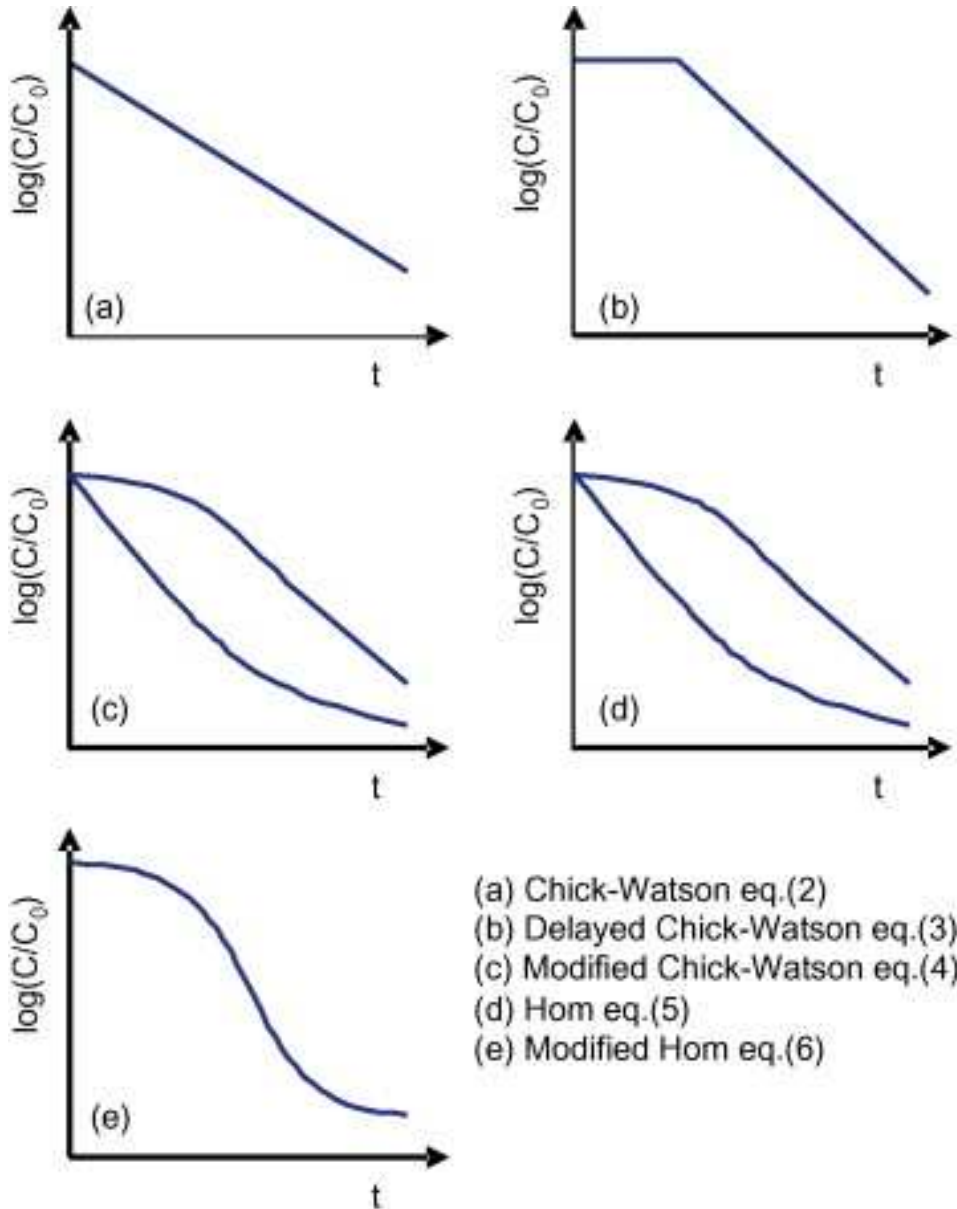 log(C/C0)
(a)
t
log(C/C0)
(b)
t
log(C/C0)
(c)
t
log(C/C0)
(d)
t
log(C/C0)
(e)
t
(a) Chick-Watson eq.(2)
(b) Delayed Chick-Watson eq.(3)
(c) Modified Chick-Watson eq.(4)
(d) Hom eq.(5)
(e) Modified Hom eq.(6)